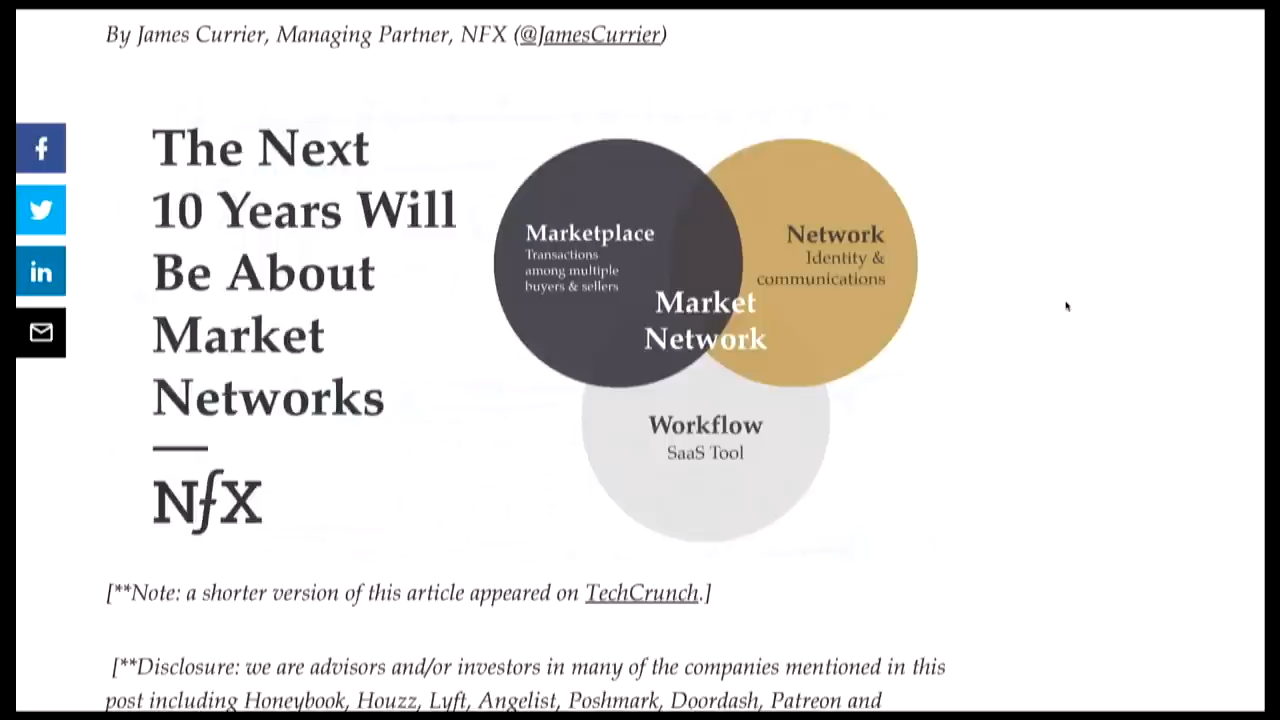 By James Currier, Managing Partner, NFX (@JamesCurrier)
The Next
10 Years Will
Be About
Market
Networks
NfX
Marketplace
Transactions
among multiple
buyers & sellers
Network
Identity &
communications
Market
Network
Workflow
SaaS Tool
[**Note: a shorter version of this article appeared on TechCrunch.]
[**Disclosure: we are advisors and/or investors in many of the companies mentioned in this
post including Honeybook, Houzz, Lyft, Angelist, Poshmark, Doordash, Patreon and